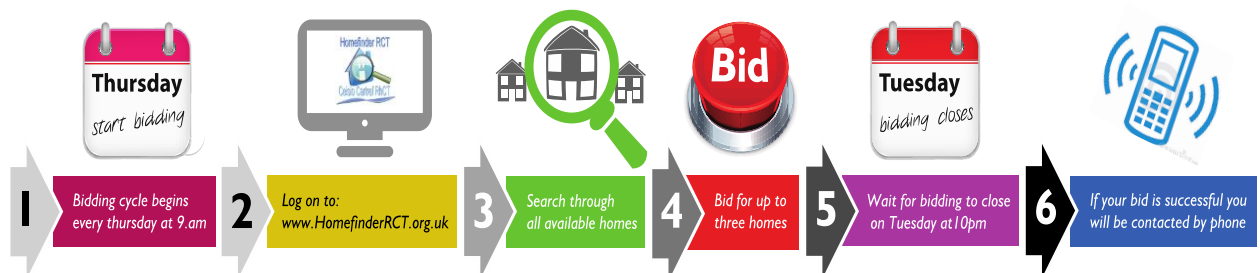 Thursday
start bidding
Homefinder RCT
Ceisio Cartref RhCT
Bid
Tuesday
bidding closes
1
Bidding cycle begins
every thursday at 9.am
2
Log on to:
www.HomefinderRCT.org.uk
3
Search through
all available homes
4
Bid for up to
three homes
5
Wait for bidding to close
on Tuesday at10pm
6
If your bid is successful you
will be contacted by phone